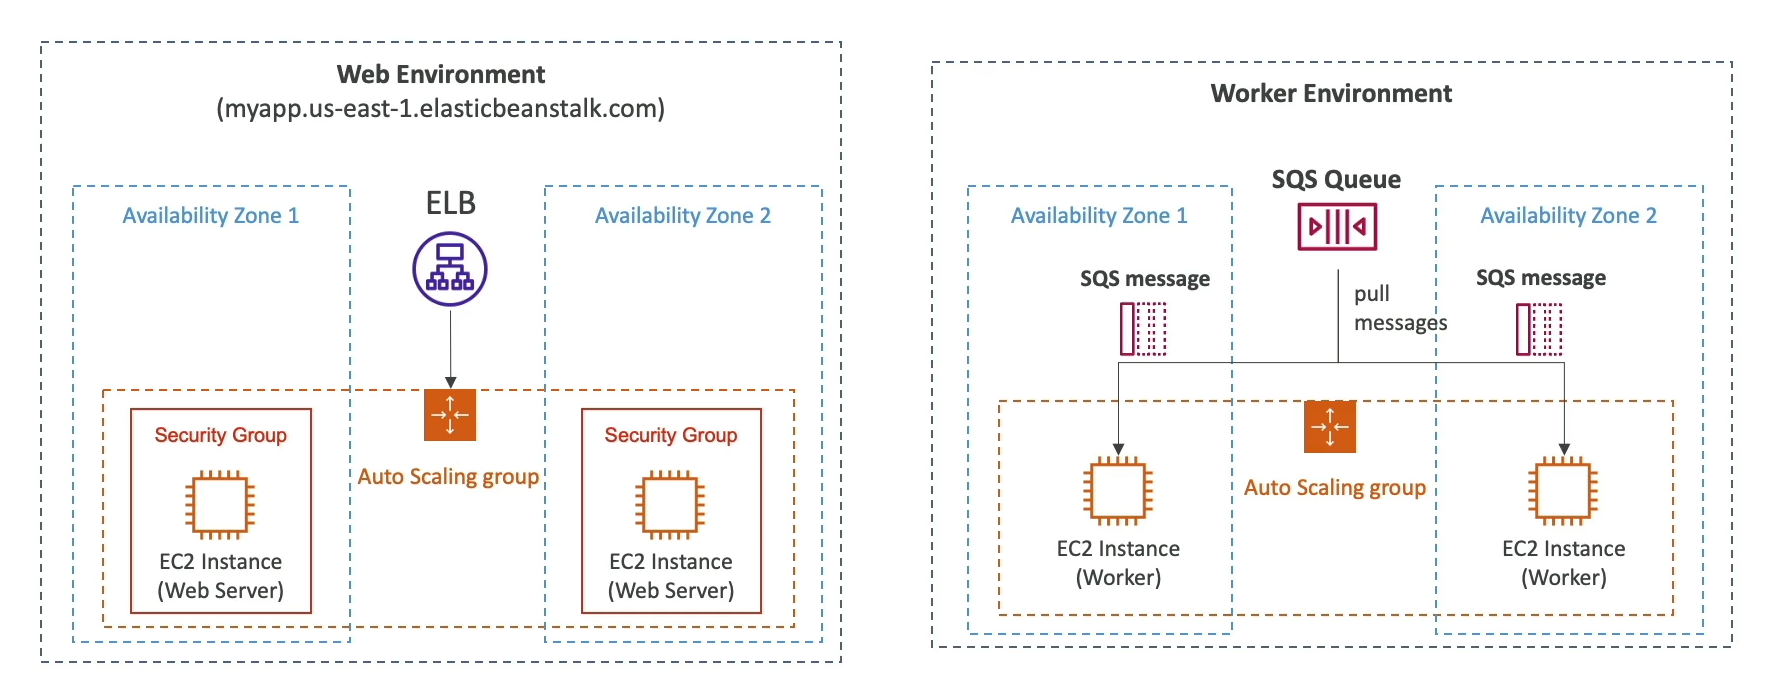 Web Environment
(myapp.us-east-1.elasticbeanstalk.com)
Availability Zone 1
ELB
Availability Zone 2
Security Group
Security Group
Auto Scaling group
EC2 Instance
(Web Server)
EC2 Instance
(Web Server)
Worker Environment
SQS Queue
Availability Zone 1
Availability Zone 2
SQS message
SQS message
pull
messages
Auto Scaling group
EC2 Instance
(Worker)
EC2 Instance
(Worker)